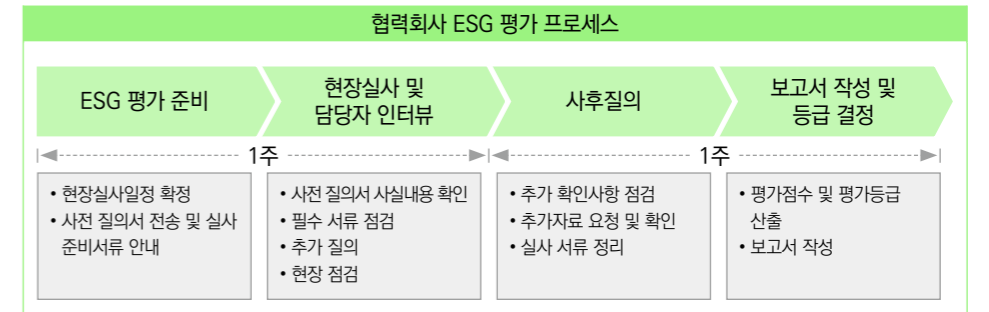 협력회사 ESG 평가 프로세스
ESG 평가 준비
현장실사 및
담당자 인터뷰
사후질의
보고서 작성 및
등급 결정
1주
1주
• 현장실사일정 확정
• 사전 질의서 전송 및 실사
준비서류 안내
• 사전 질의서 사실내용 확인
• 필수 서류 점검
• 추가 질의
• 현장 점검
• 추가 확인사항 점검
• 추가자료 요청 및 확인
• 실사 서류 정리
• 평가점수 및 평가등급
산출
• 보고서 작성